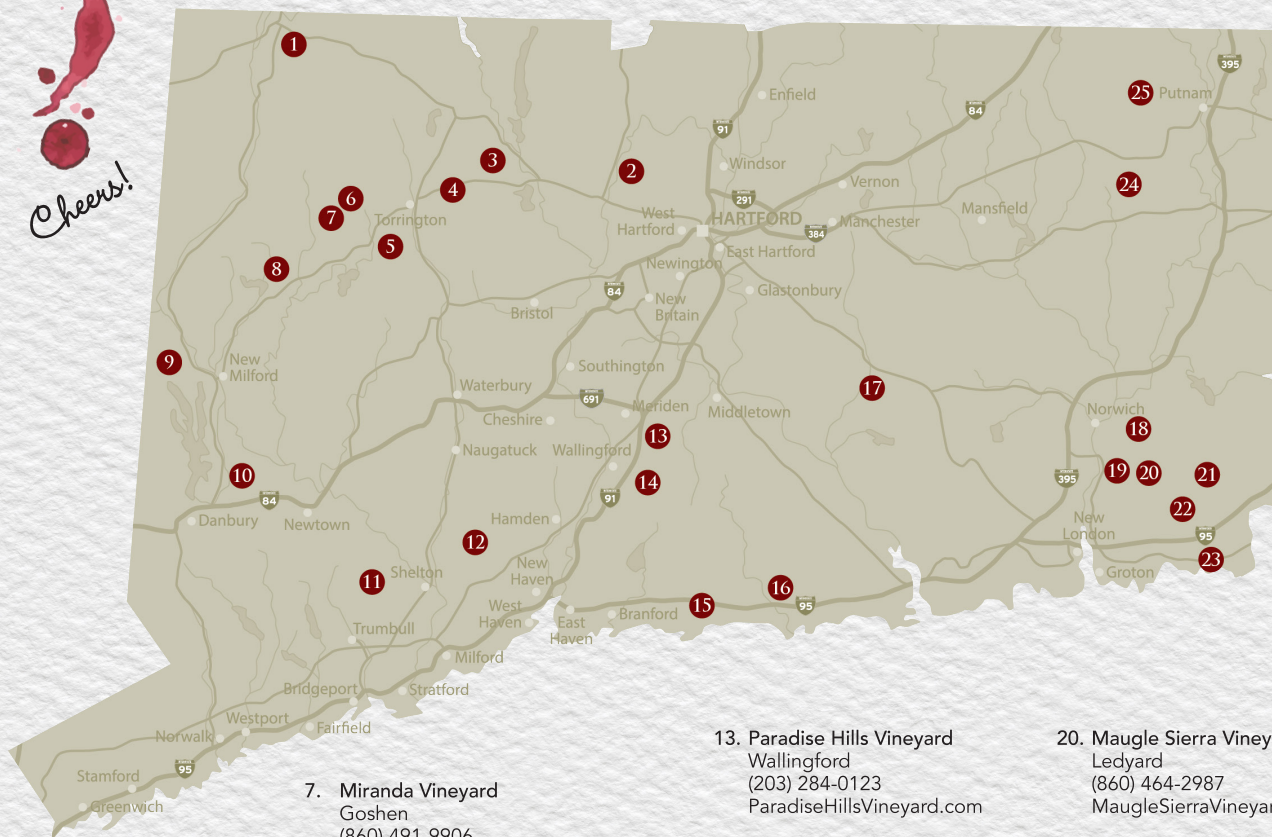 Cheers!
1
395
Putnam
25
Enfield
84
91
3
2
Windsor
4
Vernon
24
6
291
7
Torrington
West
Hartford
HARTFORD
Manchester
Mansfield
384
5
East Hartford
8
Newington
84
Glastonbury
Bristol
New
Britain
9
New
Milford
Southington
Waterbury
691
17
Cheshire
Meriden
Middletown
Norwich
13
18
Naugatuck
Wallingford
19
20
21
10
14
395
84
91
22
Danbury
Newtown
Hamden
New
London
95
12
23
11
Shelton
New
Haven
Groton
16
15
95
West
Haven
East
Haven
Branford
Trumbull
Milford
Bridgeport
Stratford
Westport
Fairfield
Norwalk
95
Stamford
Greenwich
7. Miranda Vineyard
Goshen
(860) 491-9906
13. Paradise Hills Vineyard
Wallingford
(203) 284-0123
ParadiseHillsVineyard.com
20. Maugle Sierra Viney
Ledyard
(860) 464-2987
MaugleSierraVineyar